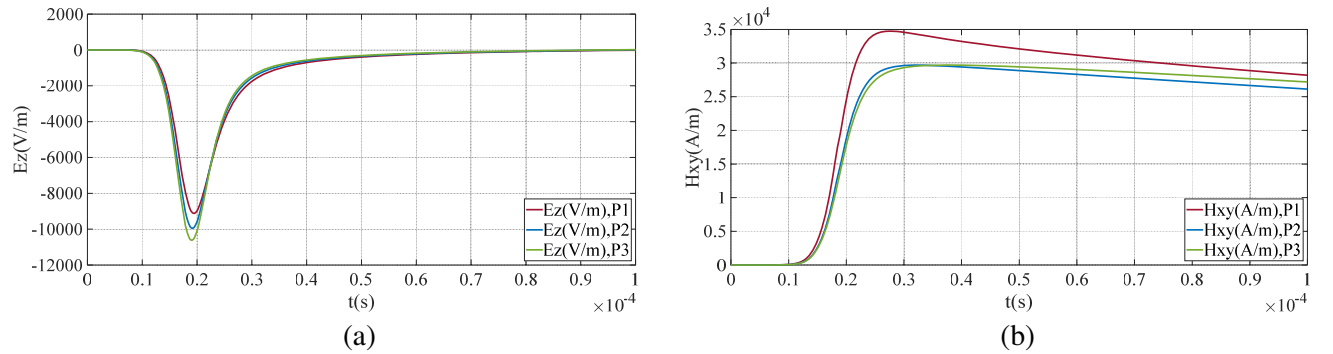 0
-2000
-4000
-6000
-8000
-10000
-12000
Ez(V/m)
Ez(V/m),P1
Ez(V/m),P2
Ez(V/m),P3
0 0.1 0.2 0.3 0.4 0.5 0.6 0.7 0.8 0.9 1
t(s)
×10⁻⁴
(a)
×10⁴
3.5
3
2.5
2
1.5
1
0.5
0
Hxy(A/m)
Hxy(A/m),P1
Hxy(A/m),P2
Hxy(A/m),P3
0 0.1 0.2 0.3 0.4 0.5 0.6 0.7 0.8 0.9 1
t(s)
×10⁻⁴
(b)